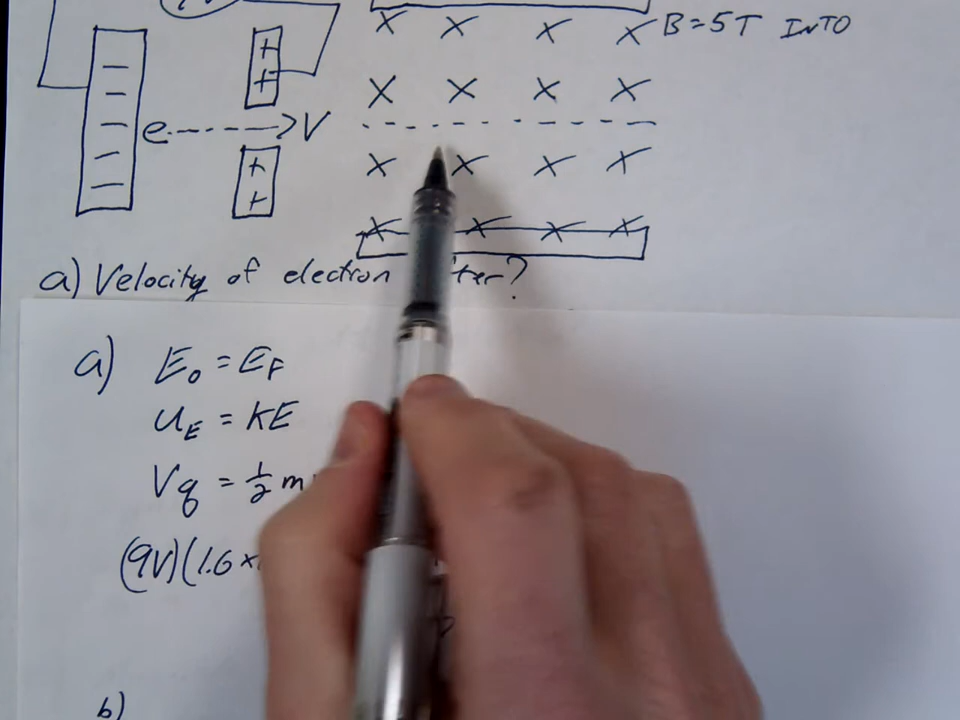 x x x x B=5T INTO
x x x x
e ----> V
x x x x
x x x x
a) Velocity of electron
a) E₀ = E_F
U_E = KE
Vq = ½ m
(9V)(1.6 x
b)